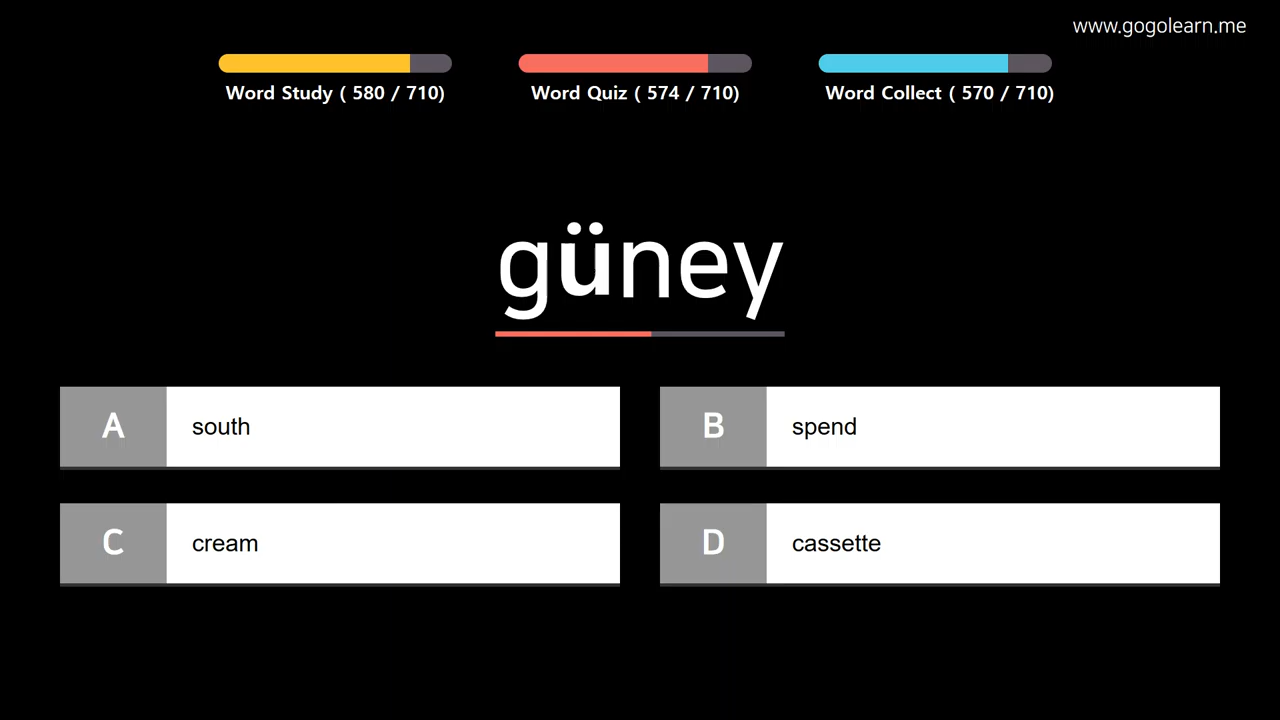 www.gogolearn.me
Word Study ( 580 / 710)
Word Quiz ( 574 / 710)
Word Collect ( 570 / 710)
güney
A south
B spend
C cream
D cassette